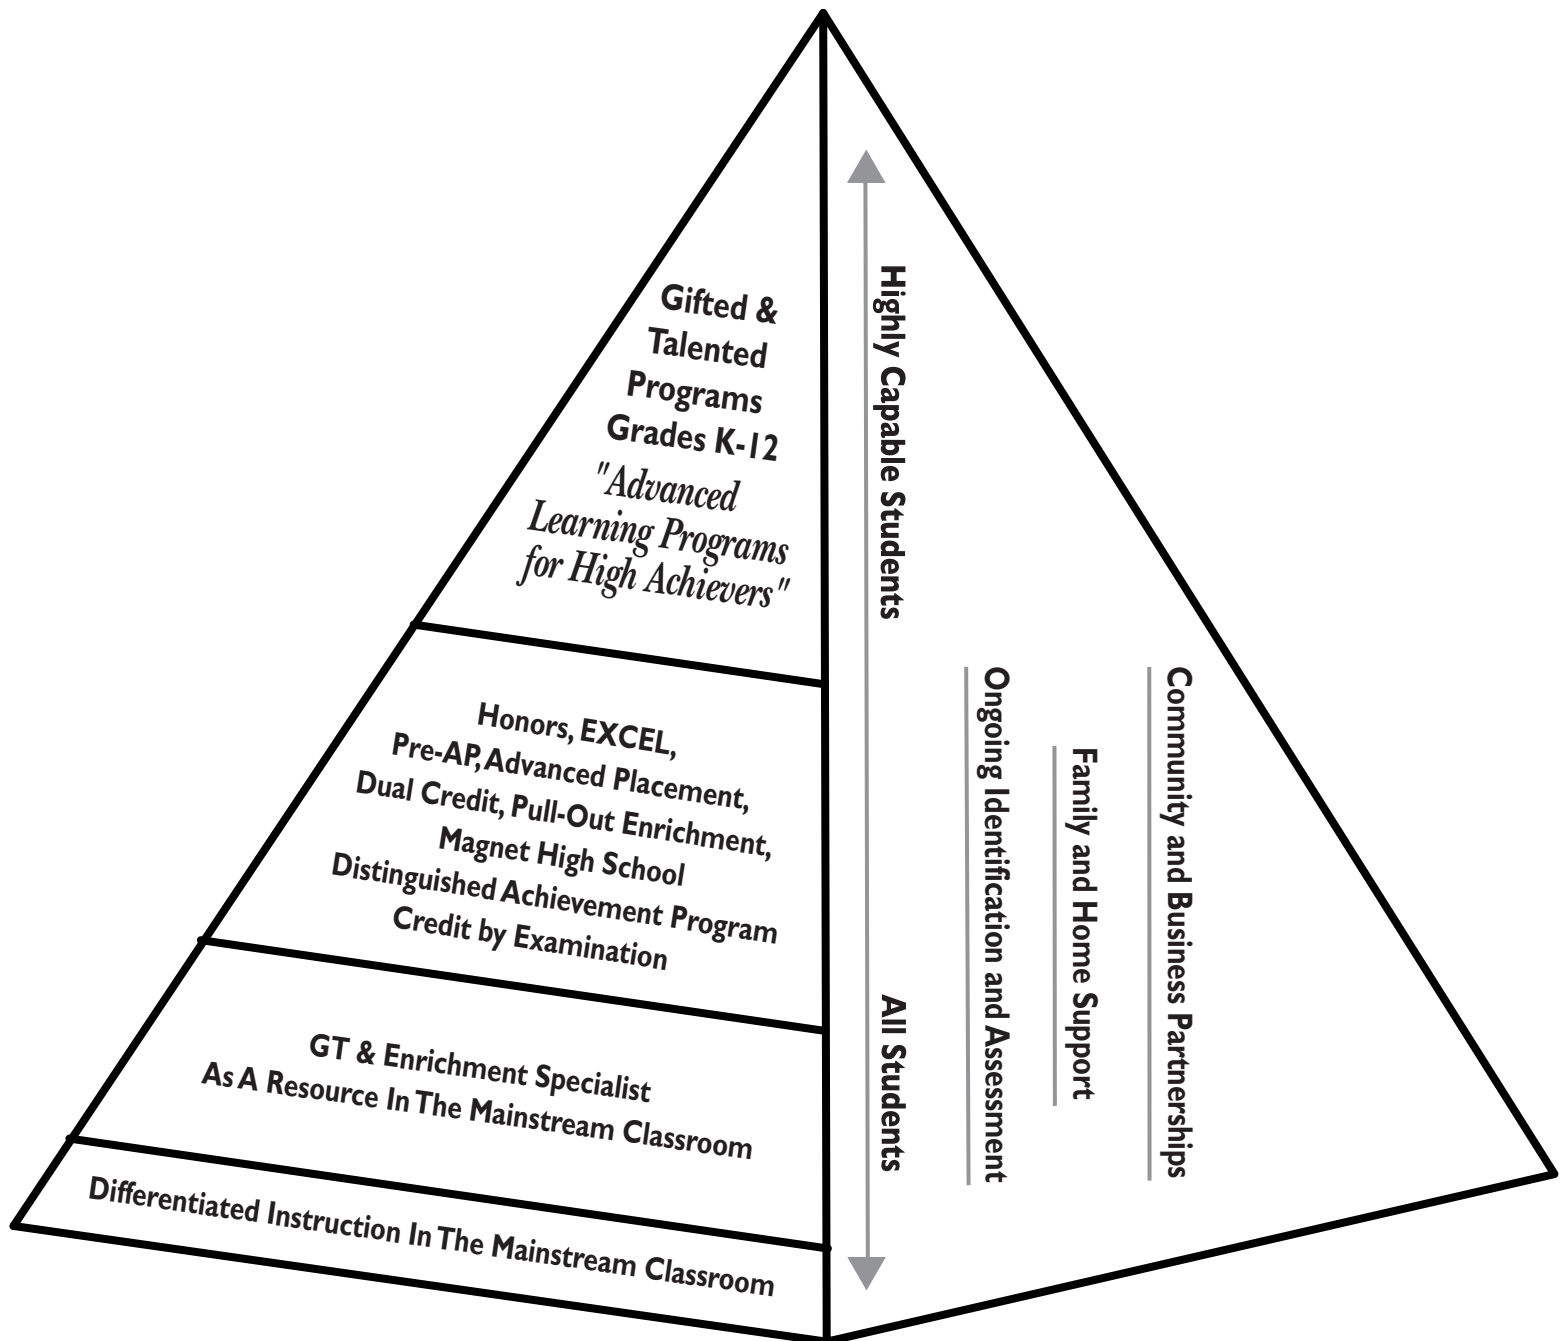 Gifted &
Talented
Programs
Grades K-12
"Advanced
Learning Programs
for High Achievers"
Honors, EXCEL,
Pre-AP, Advanced Placement,
Dual Credit, Pull-Out Enrichment,
Magnet High School
Distinguished Achievement Program
Credit by Examination
GT & Enrichment Specialist
As A Resource In The Mainstream Classroom
Differentiated Instruction In The Mainstream Classroom
Highly Capable Students
All Students
Ongoing Identification and Assessment
Family and Home Support
Community and Business Partnerships